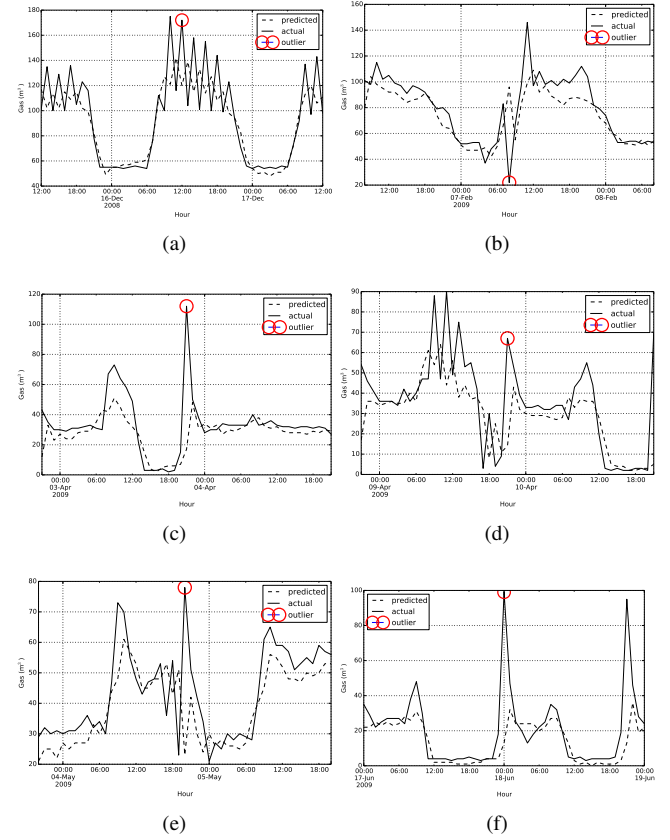 180
160
140
120
100
80
60
40
Gas (m³)
predicted
actual
outlier
12:00 18:00 00:00 06:00 12:00 18:00 00:00 06:00 12:00
16-Dec 17-Dec
2008
Hour
(a)
160
140
120
100
80
60
40
20
Gas (m³)
predicted
actual
outlier
12:00 18:00 00:00 06:00 12:00 18:00 00:00 06:00
07-Feb 08-Feb
2009
Hour
(b)
120
100
80
60
40
20
0
Gas (m³)
predicted
actual
outlier
00:00 06:00 12:00 18:00 00:00 06:00 12:00 18:00
03-Apr 04-Apr
2009
Hour
(c)
90
80
70
60
50
40
30
20
10
0
Gas (m³)
predicted
actual
outlier
00:00 06:00 12:00 18:00 00:00 06:00 12:00 18:00
09-Apr 10-Apr
2009
Hour
(d)
80
70
60
50
40
30
20
Gas (m³)
predicted
actual
outlier
00:00 06:00 12:00 18:00 00:00 06:00 12:00 18:00
04-May 05-May
2009
Hour
(e)
100
80
60
40
20
0
Gas (m³)
predicted
actual
outlier
00:00 06:00 12:00 18:00 00:00 06:00 12:00 18:00 00:00
17-Jun 18-Jun 19-Jun
2009
Hour
(f)